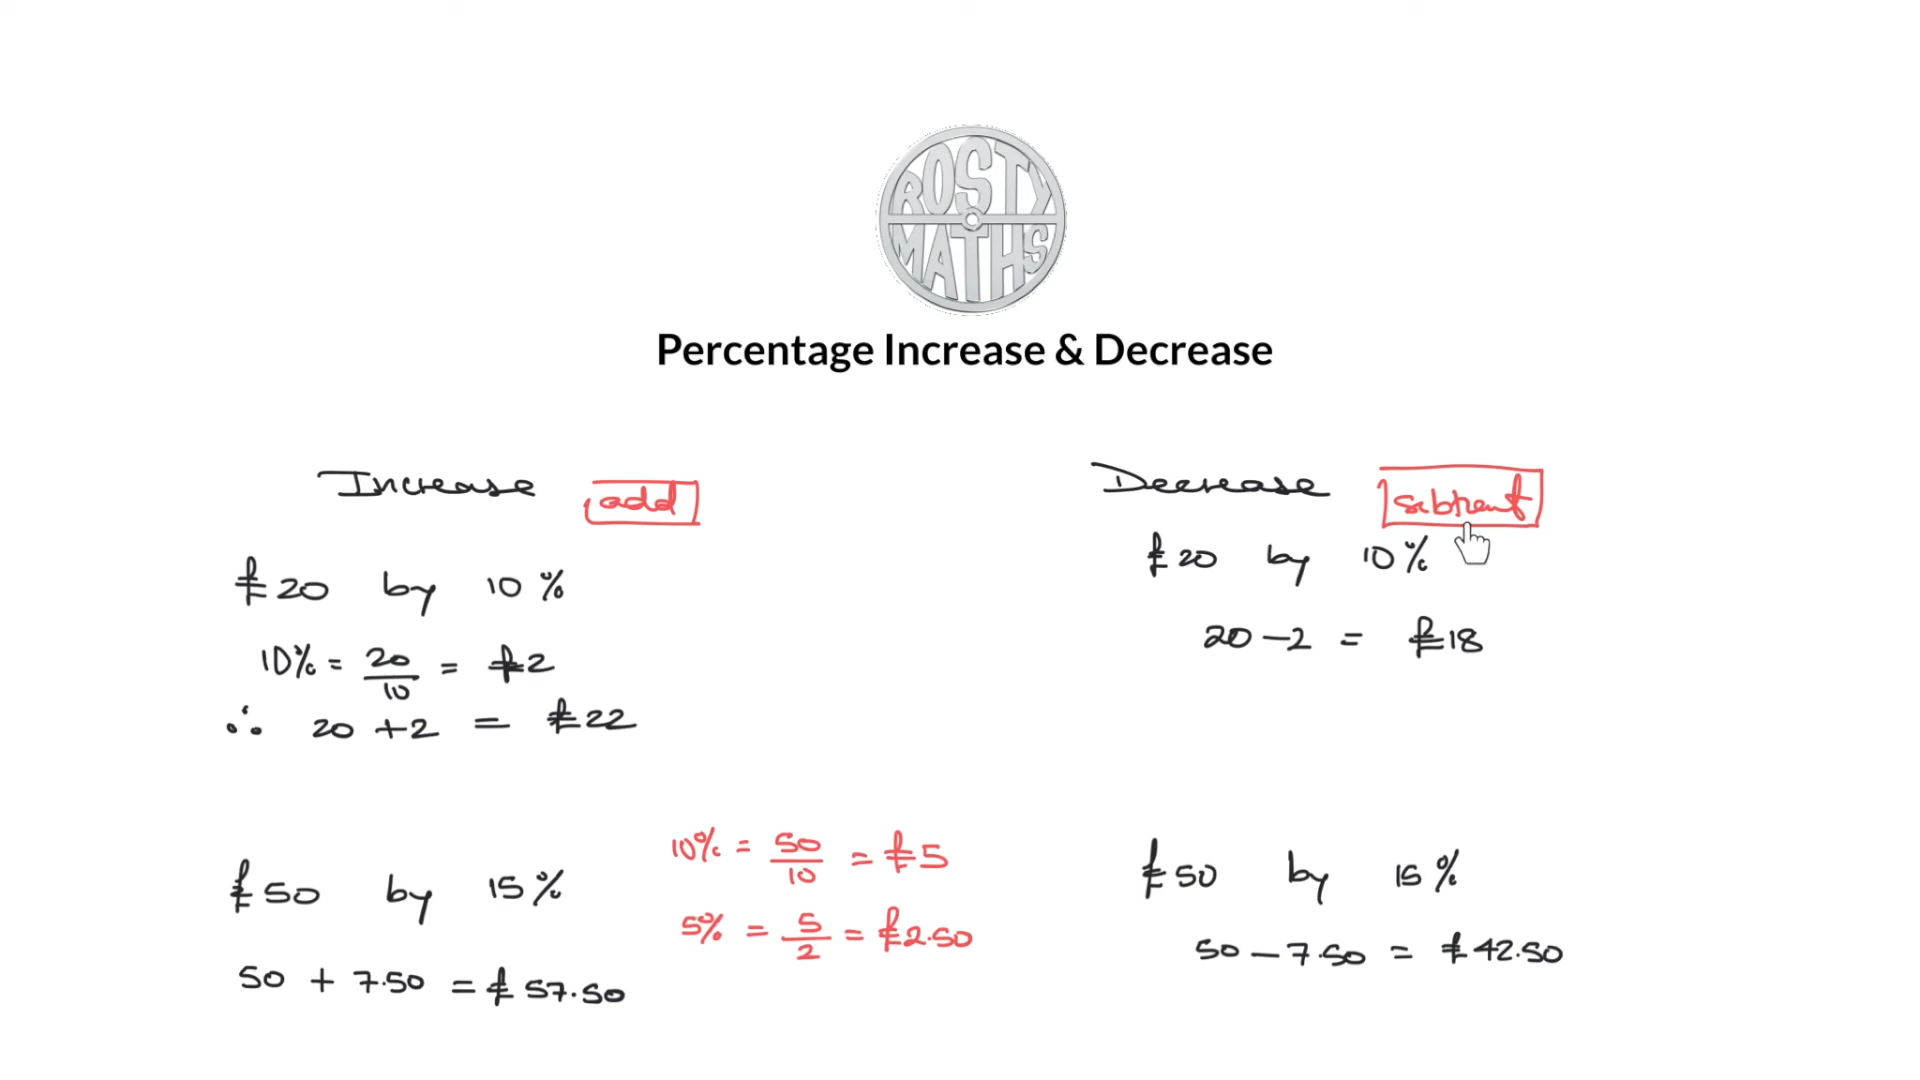 ROSTY
MATHS
Percentage Increase & Decrease
Increase add
£20 by 10%
10% = 20/10 = £2
∴ 20 + 2 = £22
£50 by 15%
50 + 7.50 = £57.50
10% = 50/10 = £5
5% = 5/2 = £2.50
Decrease subtract
£20 by 10%
20 - 2 = £18
£50 by 15%
50 - 7.50 = £42.50